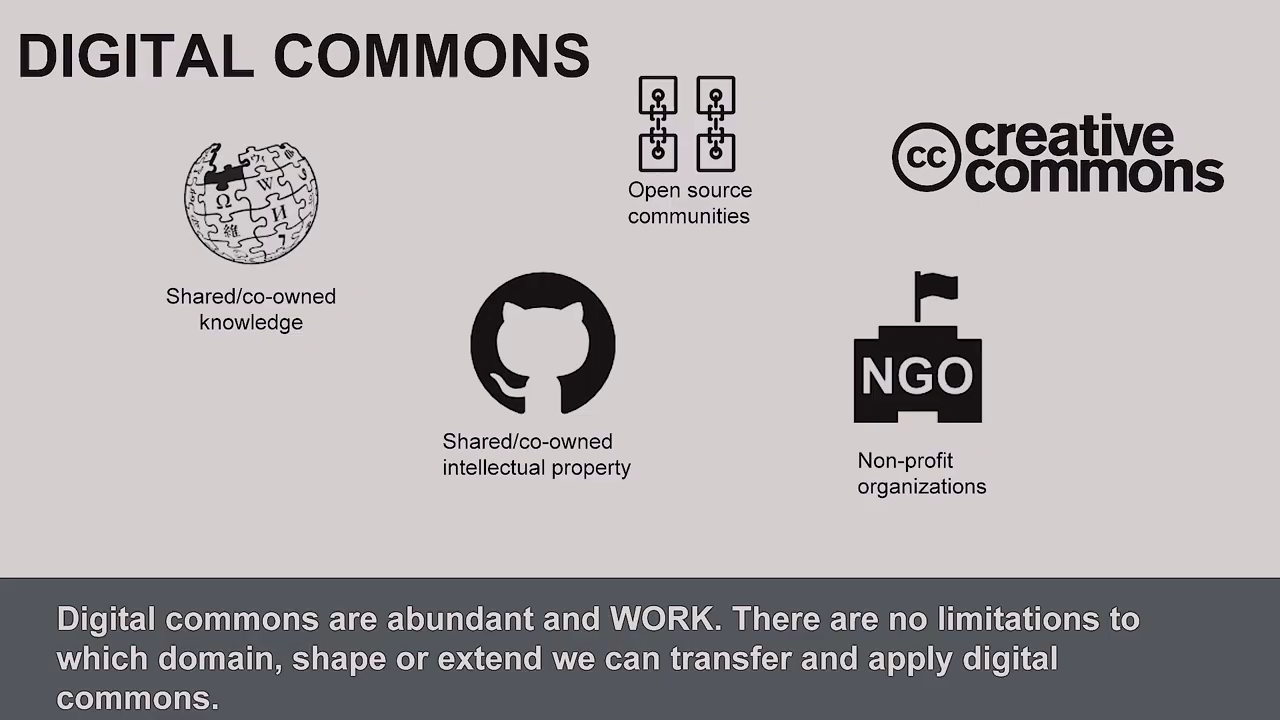 DIGITAL COMMONS
creative
commons
cc
Open source
communities
W
Ω
И
維
Shared/co-owned
knowledge
NGO
Shared/co-owned
intellectual property
Non-profit
organizations
Digital commons are abundant and WORK. There are no limitations to
which domain, shape or extend we can transfer and apply digital
commons.